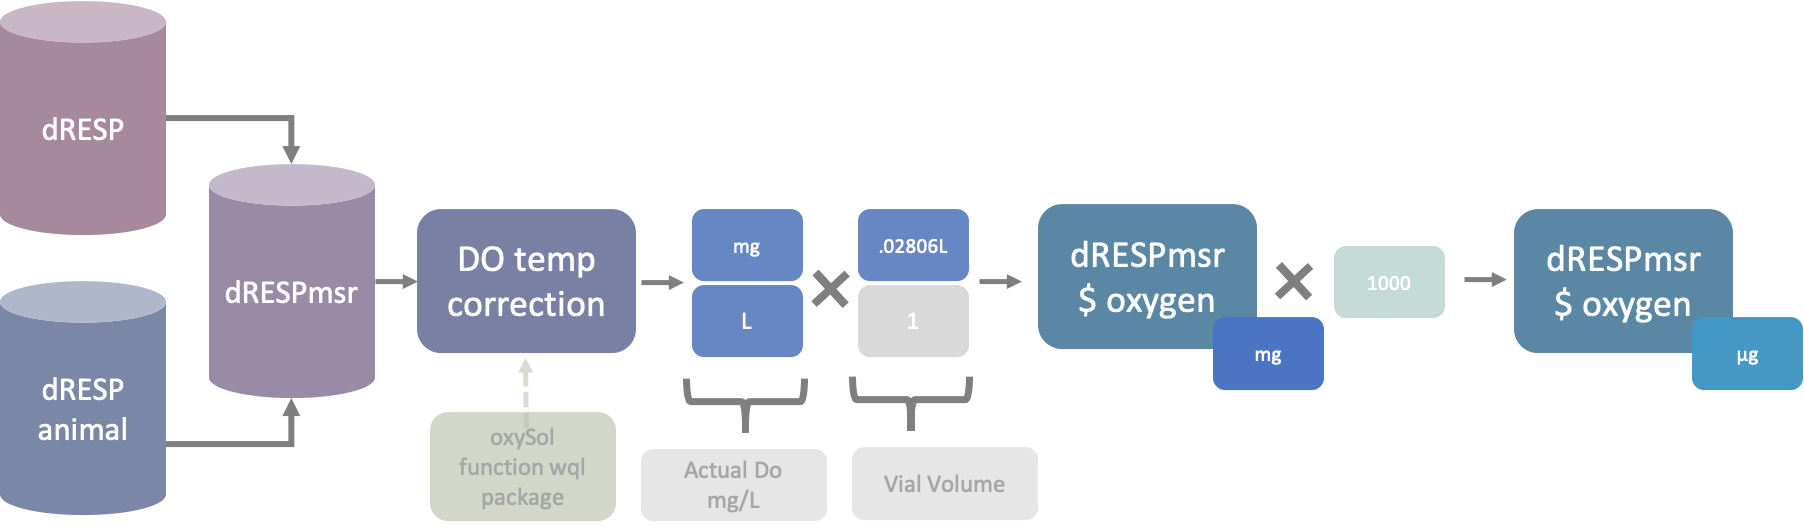 dRESP
dRESP
animal
dRESPmsr
DO temp
correction
oxySol
function wql
package
mg
L
Actual Do
mg/L
.02806L
1
Vial Volume
dRESPmsr
$ oxygen
mg
1000
dRESPmsr
$ oxygen
µg